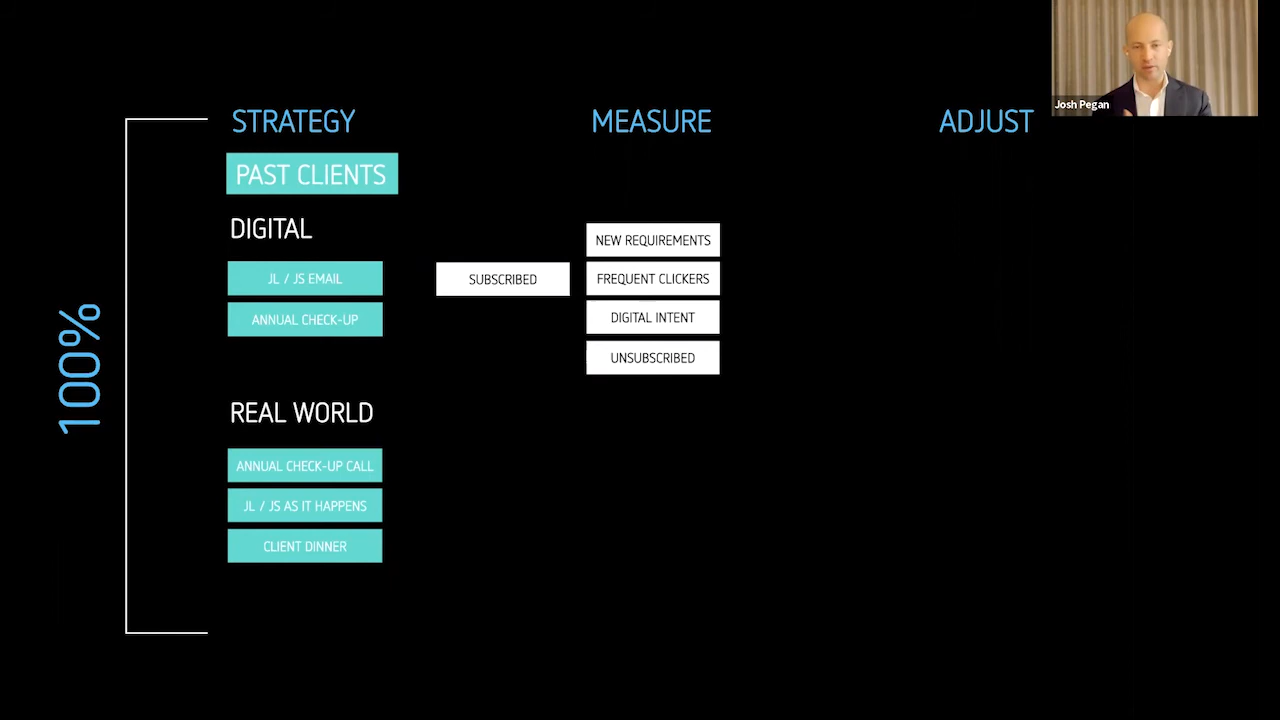 Josh Pegan
STRATEGY
MEASURE
ADJUST
PAST CLIENTS
DIGITAL
JL / JS EMAIL
ANNUAL CHECK-UP
SUBSCRIBED
NEW REQUIREMENTS
FREQUENT CLICKERS
DIGITAL INTENT
UNSUBSCRIBED
100%
REAL WORLD
ANNUAL CHECK-UP CALL
JL / JS AS IT HAPPENS
CLIENT DINNER